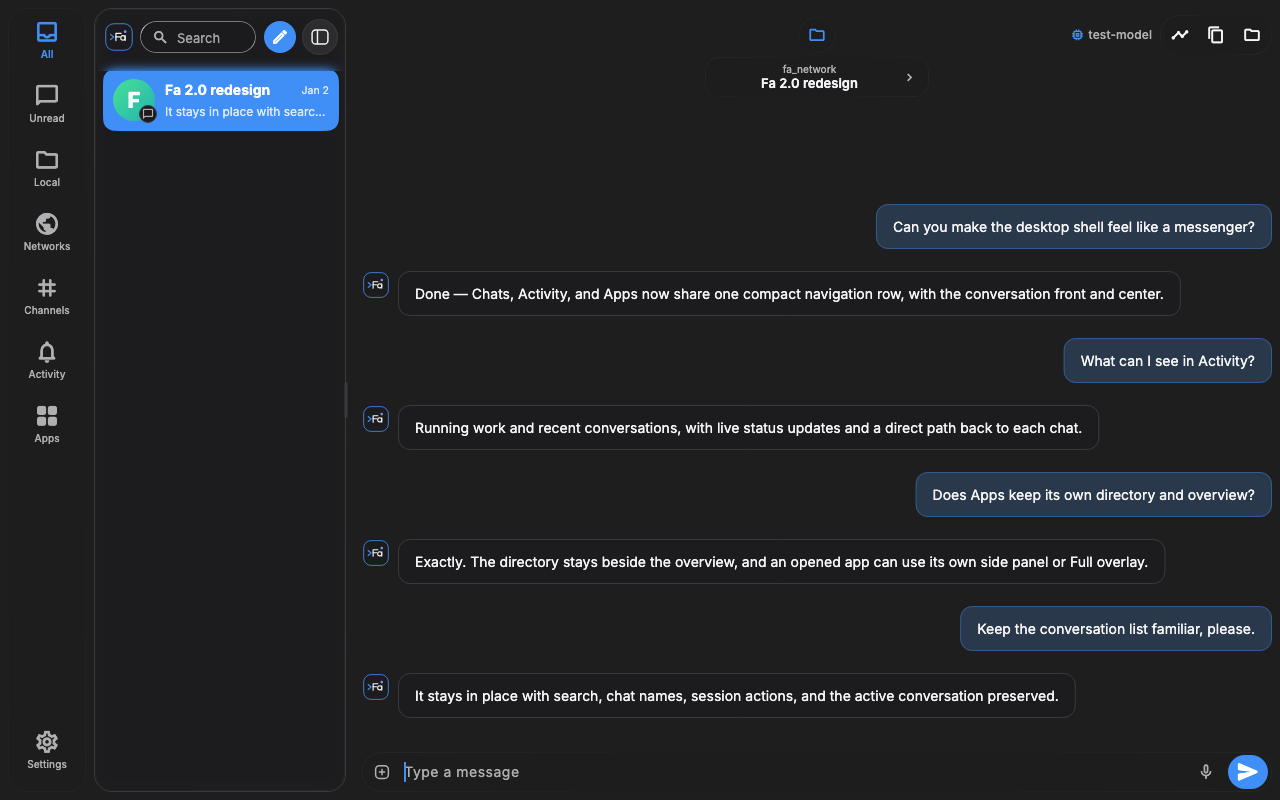 All
Unread
Local
Networks
Channels
Activity
Apps
Settings
>Fa
Search
F
Fa 2.0 redesign
Jan 2
It stays in place with searc...
test-model
fa_network
Fa 2.0 redesign
Can you make the desktop shell feel like a messenger?
>Fa
Done — Chats, Activity, and Apps now share one compact navigation row, with the conversation front and center.
What can I see in Activity?
>Fa
Running work and recent conversations, with live status updates and a direct path back to each chat.
Does Apps keep its own directory and overview?
>Fa
Exactly. The directory stays beside the overview, and an opened app can use its own side panel or Full overlay.
Keep the conversation list familiar, please.
>Fa
It stays in place with search, chat names, session actions, and the active conversation preserved.
Type a message